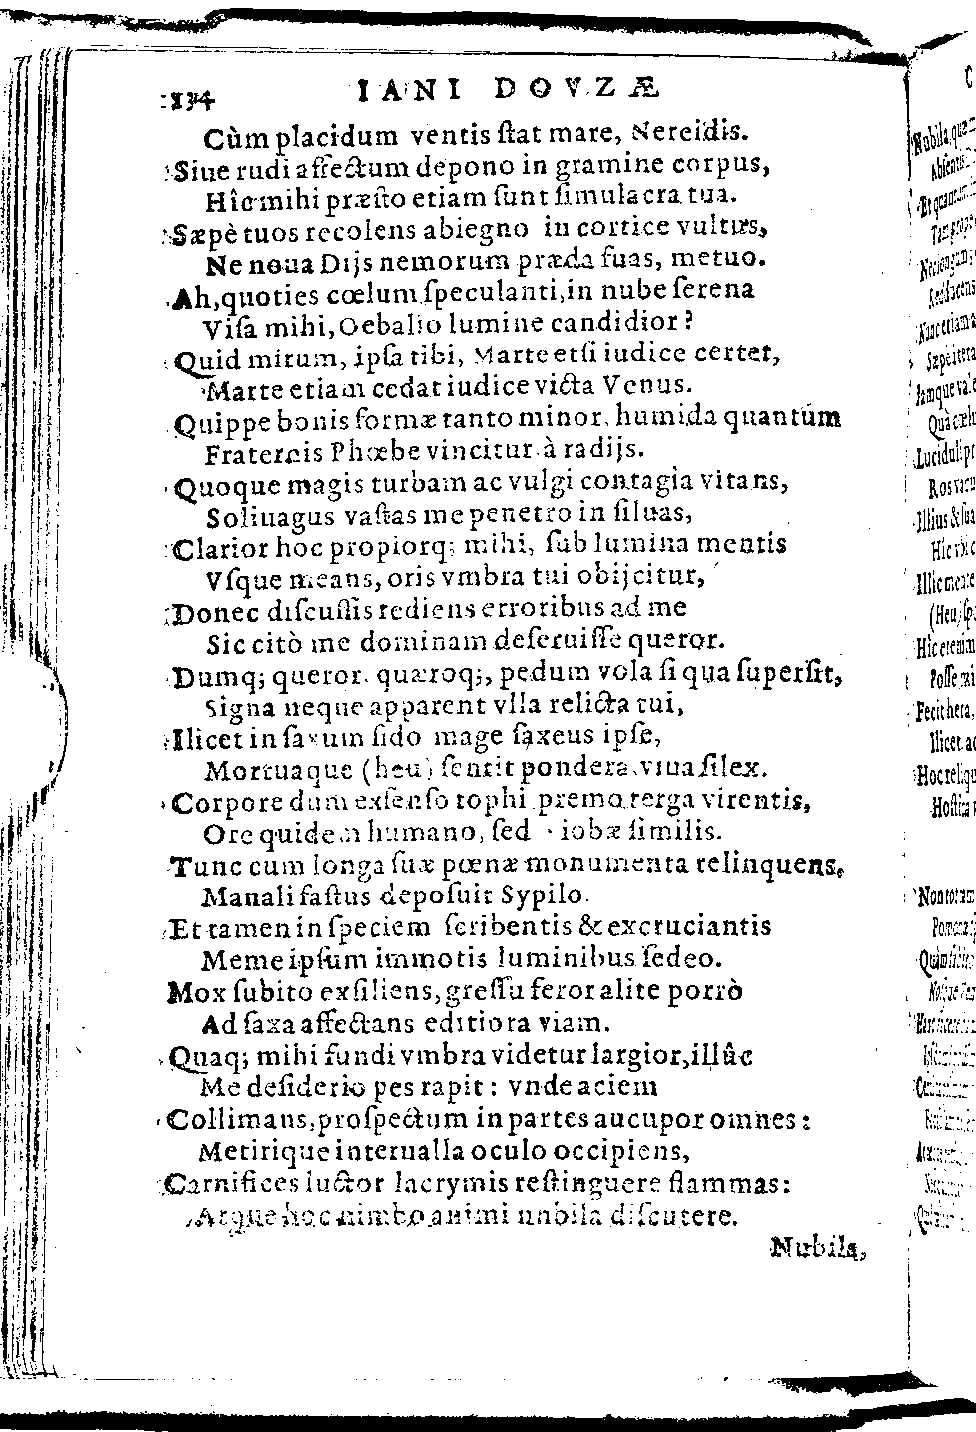 134 IANI DOVZÆ
Cùm placidum ventis ſtat mare, Nereidis.
Siue rudi affectum depono in gramine corpus,
Hîc mihi præſto etiam ſunt ſimulacra tua.
Sæpè tuos recolens abiegno in cortice vultus,
Ne noua Dijs nemorum præda fuas, metuo.
Ah, quoties cœlum ſpeculanti, in nube ſerena
Viſa mihi, Oebalio lumine candidior?
Quid mirum, ipſa tibi, Marte etſi iudice certet,
Marte etiam cedat iudice victa Venus.
Quippe bonis formæ tanto minor, humida quantúm
Fraternis Phœbe vincitur à radijs.
Quoque magis turbam ac vulgi contagia vitans,
Soliuagus vaſtas me penetro in ſiluas,
Clarior hoc propiorq; mihi, ſub lumina mentis
Vſque means, oris vmbra tui obijcitur,
Donec diſcuſſis rediens erroribus ad me
Sic citò me dominam deſeruiſſe queror.
Dumq; queror, quæroq;, pedum vola ſi qua ſuperſit,
Signa neque apparent vlla relicta tui,
Ilicet in ſaxum ſido mage ſaxeus ipſe,
Mortuaque (heu) ſentit pondera viua ſilex.
Corpore dum exſenſo tophi premo terga virentis,
Ore quidem humano, ſed iobæ ſimilis.
Tunc cum longa ſuæ pœnæ monumenta relinquens,
Manali faſtus depoſuit Sypilo.
Et tamen in ſpeciem ſcribentis & excruciantis
Meme ipſum immotis luminibus ſedeo.
Mox ſubito exſiliens, greſſu feror alite porrò
Ad ſaxa affectans editiora viam.
Quaq; mihi fundi vmbra videtur largior, illûc
Me deſiderio pes rapit: vnde aciem
Collimans, proſpectum in partes aucupor omnes:
Metirique interualla oculo occipiens,
Carnifices luctor lacrymis reſtinguere flammas:
Atque hoc nimbo animi nubila diſcutere.
Nubila,